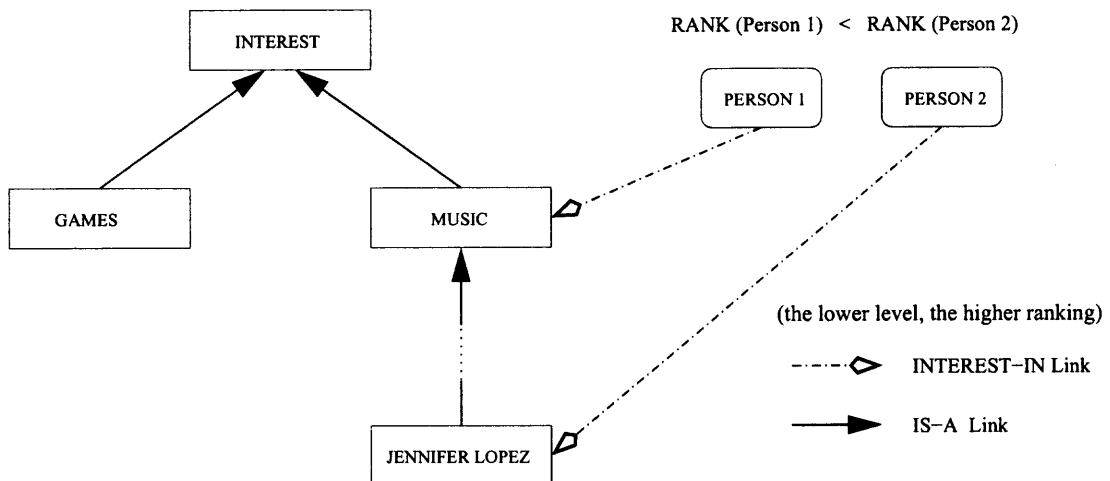 INTEREST
RANK (Person 1) < RANK (Person 2)
PERSON 1
PERSON 2
GAMES
MUSIC
(the lower level, the higher ranking)
INTEREST−IN Link
IS−A Link
JENNIFER LOPEZ